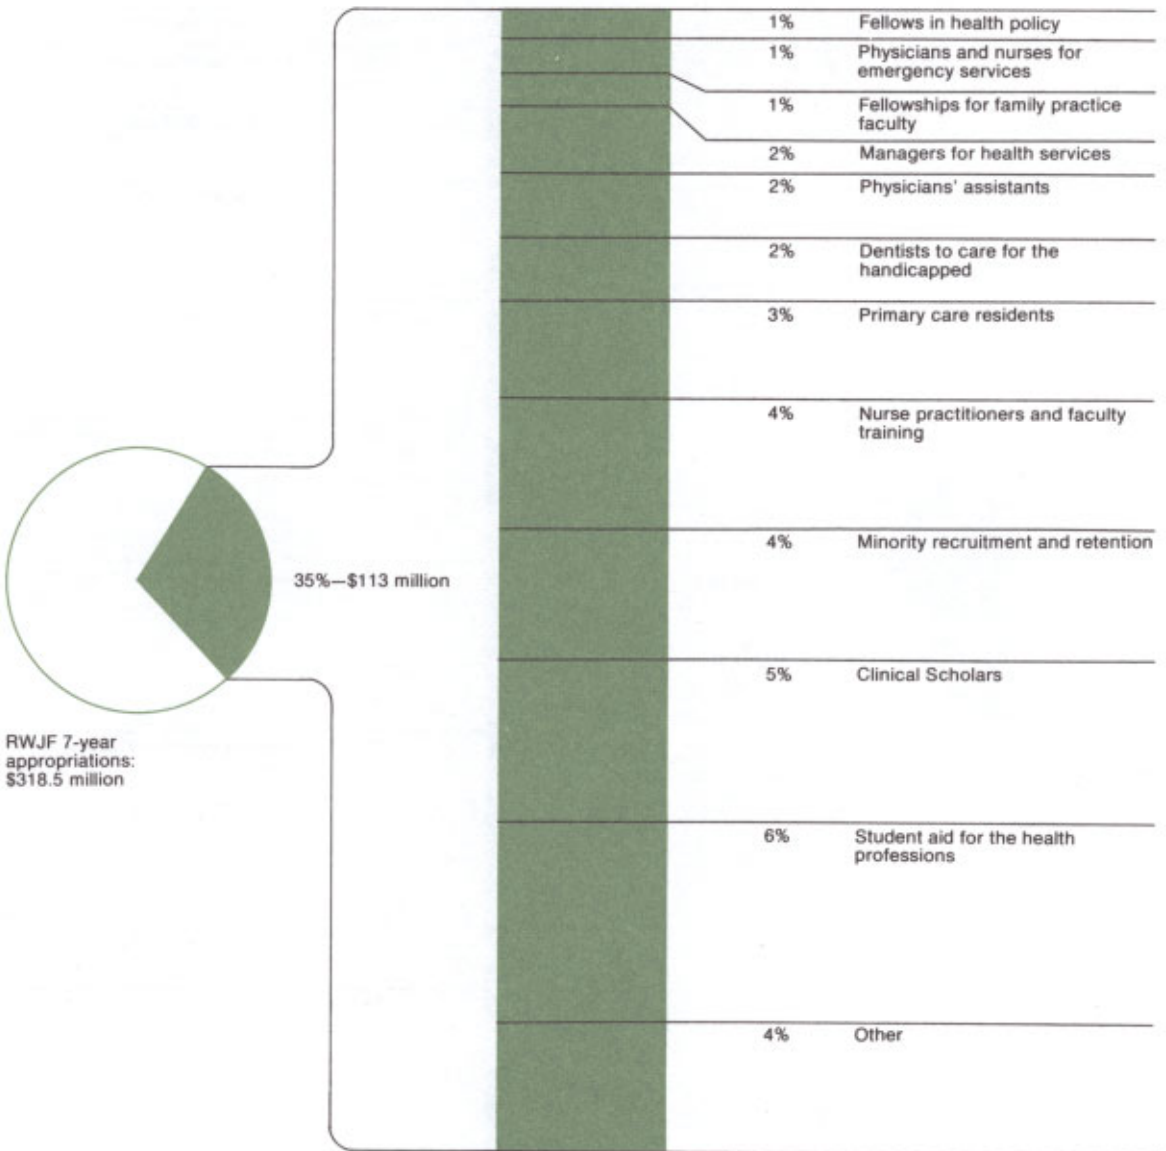 1% Fellows in health policy
1% Physicians and nurses for
emergency services
1% Fellowships for family practice
faculty
2% Managers for health services
2% Physicians' assistants
2% Dentists to care for the
handicapped
3% Primary care residents
4% Nurse practitioners and faculty
training
4% Minority recruitment and retention
35%—$113 million
5% Clinical Scholars
RWJF 7-year
appropriations:
$318.5 million
6% Student aid for the health
professions
4% Other